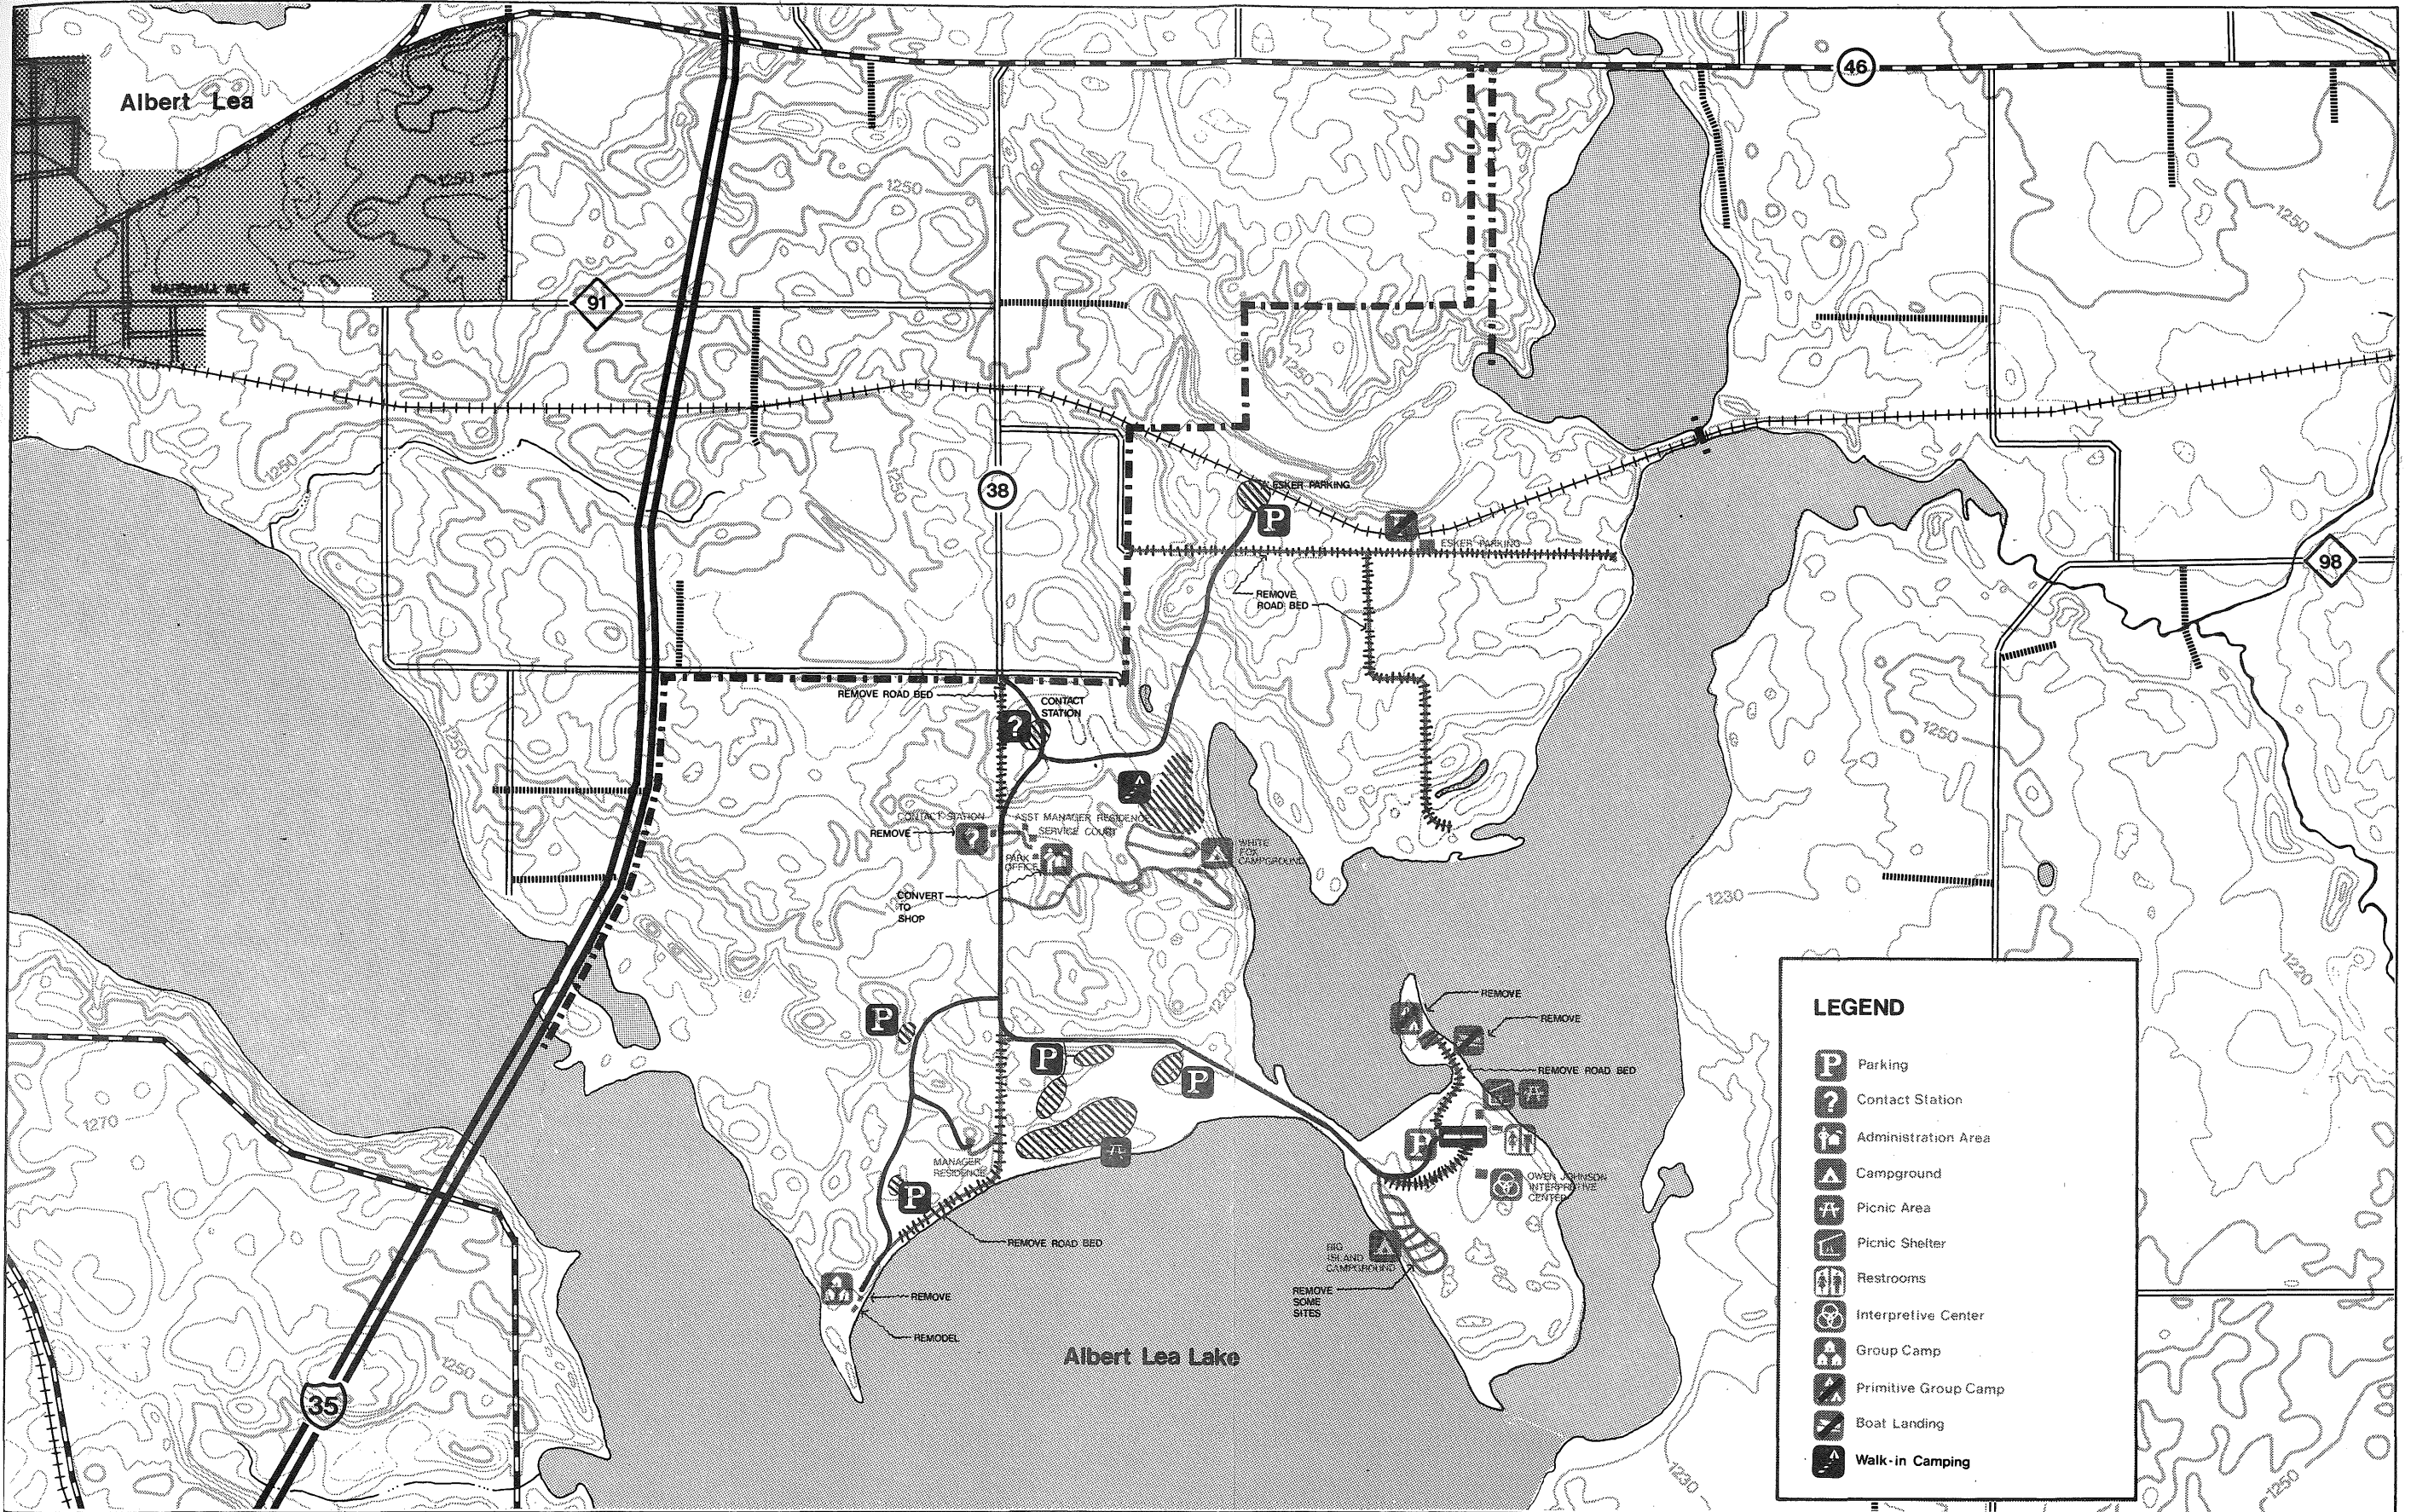 46
Albert Lea
1250
1250
1250
MARSHALL AVE
91
1250
1250
1250
38
ESKER PARKING
ESKER PARKING
98
REMOVE
ROAD BED
REMOVE ROAD BED
CONTACT
STATION
1250
1250
CONTACT STATION
ASST MANAGER RESIDENCE
REMOVE
SERVICE COURT
WHITE
FOX
CAMPGROUND
PARK
OFFICE
CONVERT
TO
SHOP
1230
1220
1220
REMOVE
REMOVE
REMOVE ROAD BED
1270
MANAGER
RESIDENCE
OWEN JOHNSON
INTERPRETIVE
CENTER
REMOVE ROAD BED
BIG
ISLAND
CAMPGROUND
REMOVE
SOME
SITES
REMOVE
REMODEL
Albert Lea Lake
1250
35
1230
1250
LEGEND
P Parking
? Contact Station
Administration Area
Campground
Picnic Area
Picnic Shelter
Restrooms
Interpretive Center
Group Camp
Primitive Group Camp
Boat Landing
Walk-in Camping